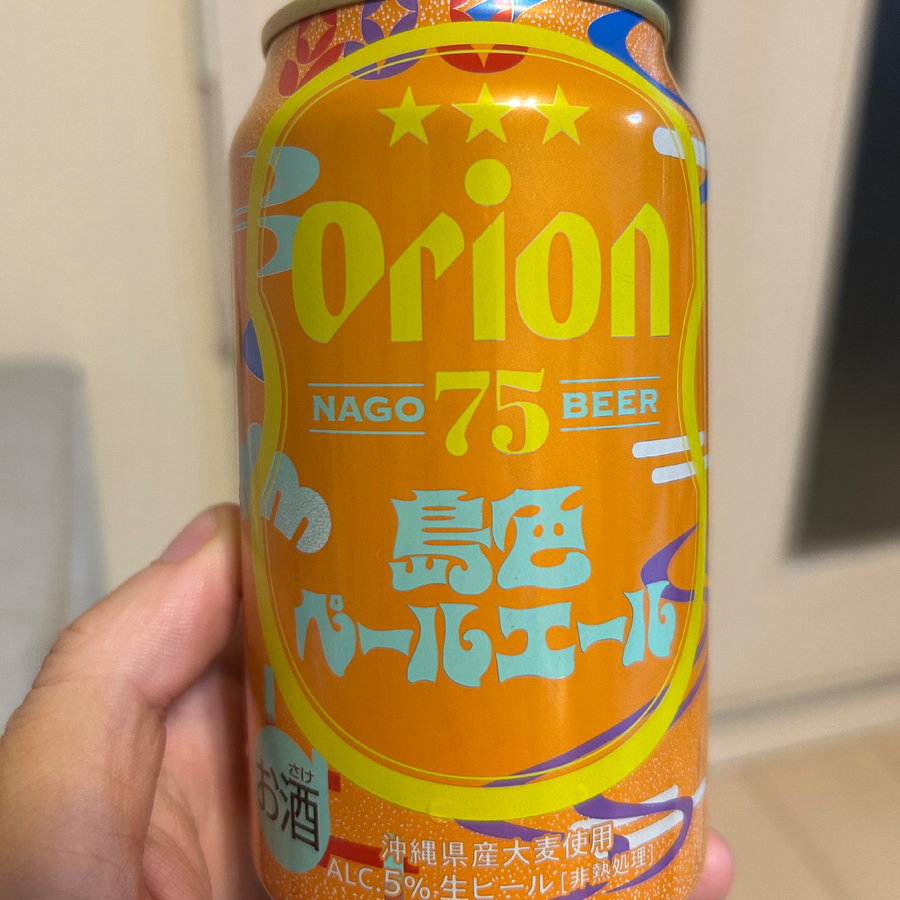 orion
NAGO 75 BEER
島色
ペールエール
さけ
お酒
沖縄県産大麦使用
ALC.5% 生ビール[非熱処理]